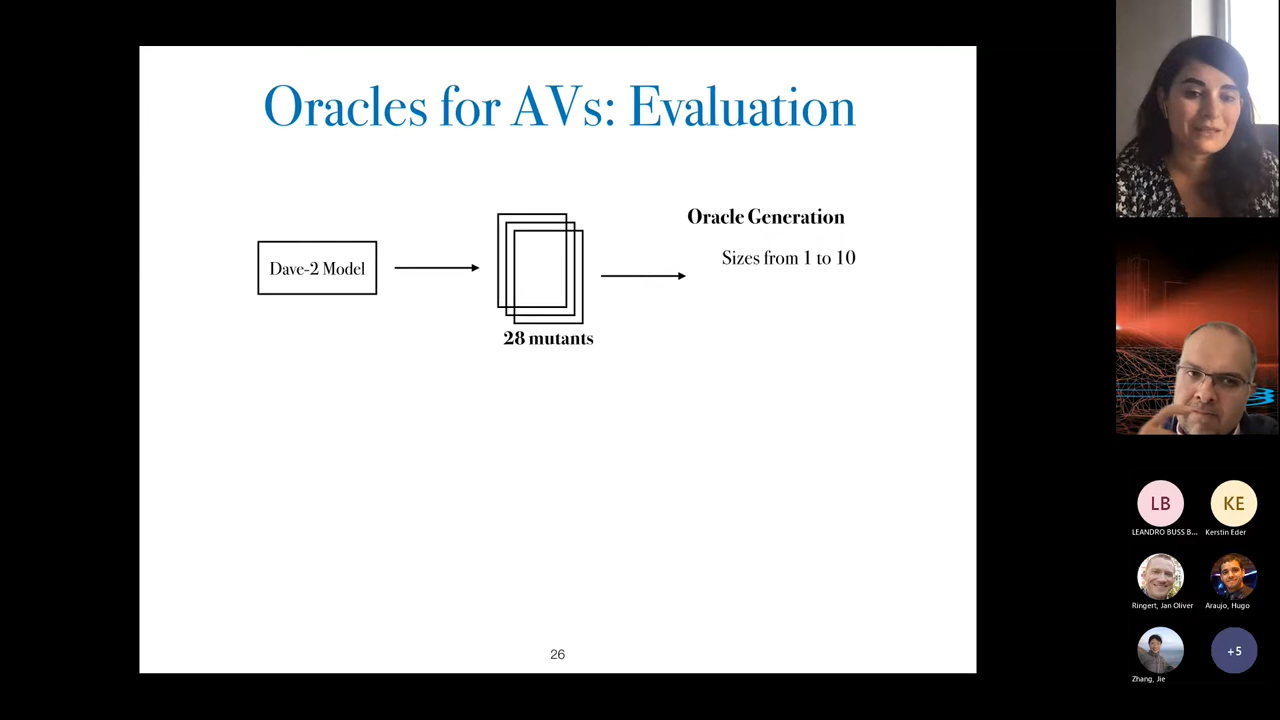 Oracles for AVs: Evaluation
Dave-2 Model
28 mutants
Oracle Generation
Sizes from 1 to 10
26
LB
LEANDRO BUSS B...
KE
Kerstin Eder
Ringert, Jan Oliver
Araujo, Hugo
Zhang, Jie
+5